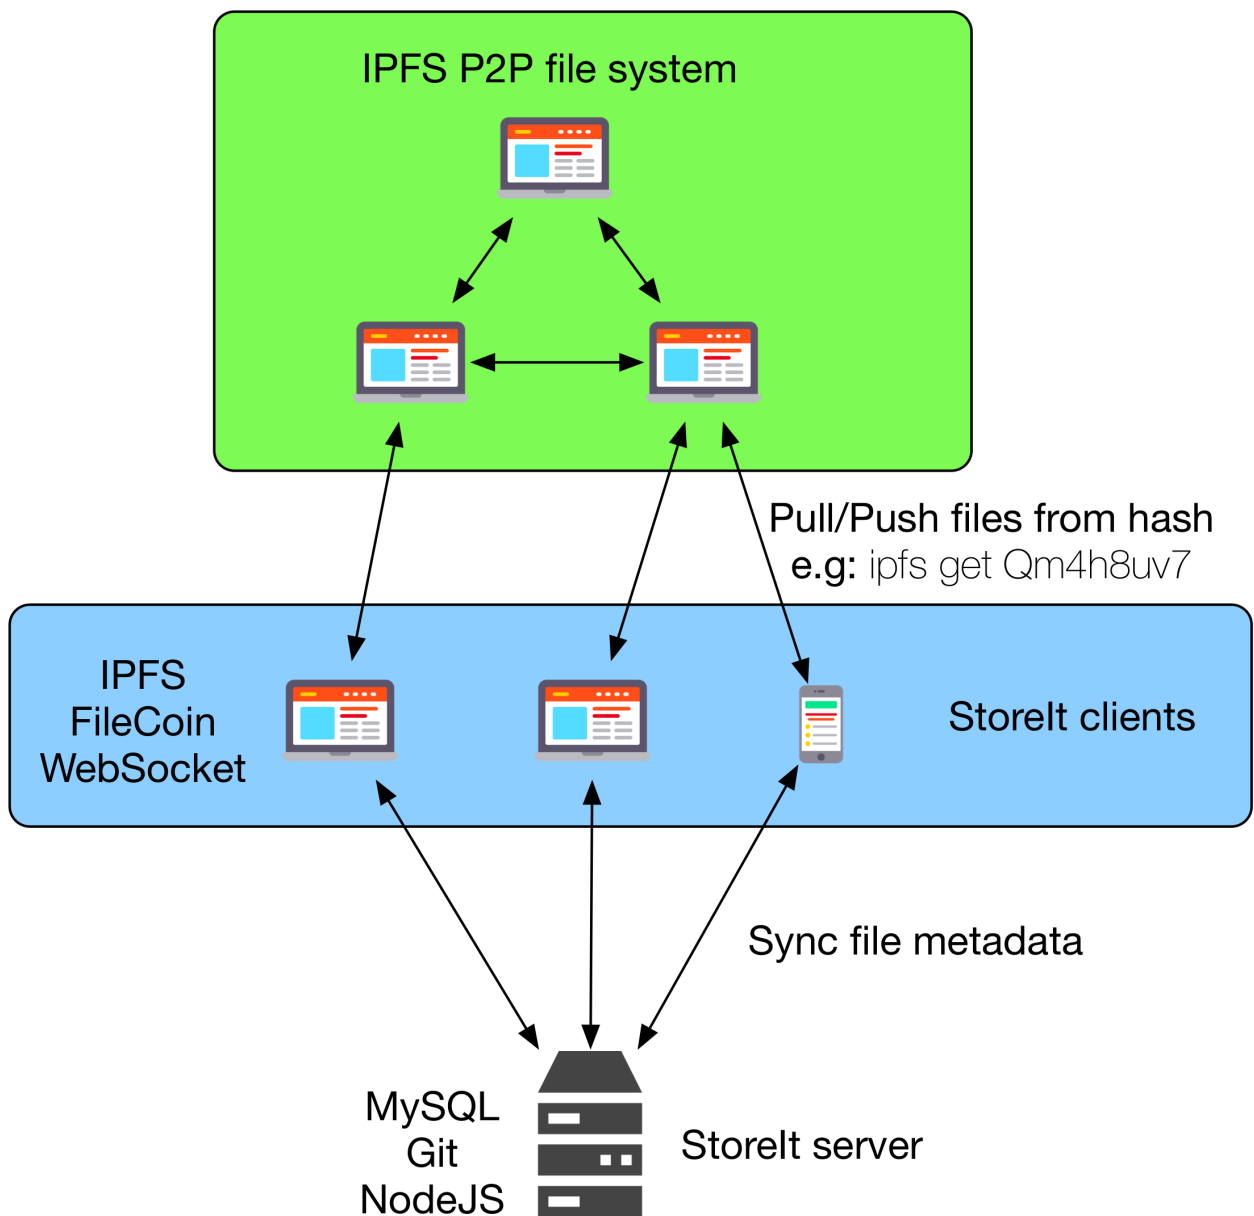 IPFS P2P file system
Pull/Push files from hash
e.g: ipfs get Qm4h8uv7
IPFS
FileCoin
WebSocket
StoreIt clients
Sync file metadata
MySQL
Git
NodeJS
StoreIt server